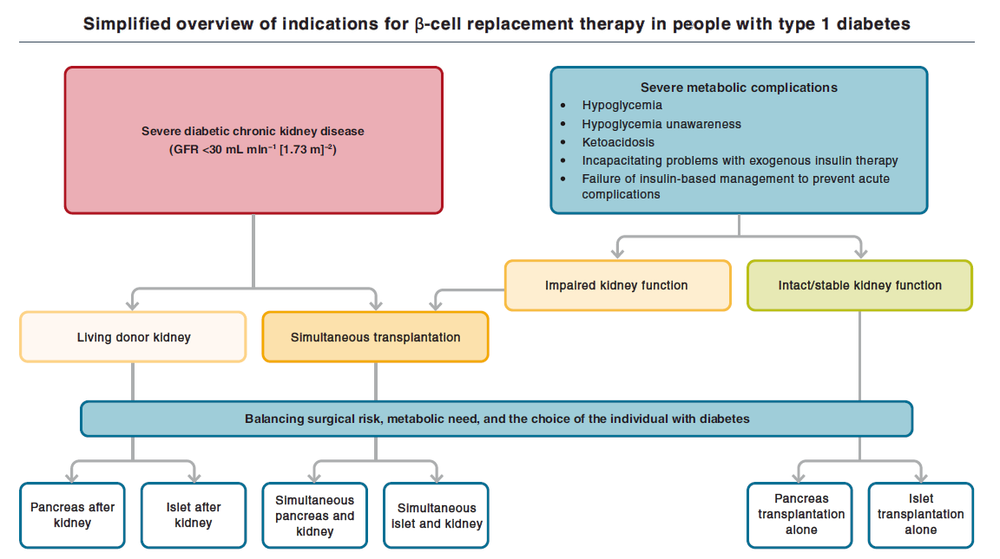 Simplified overview of indications for β-cell replacement therapy in people with type 1 diabetes
Severe diabetic chronic kidney disease
(GFR <30 mL mln⁻¹ [1.73 m]⁻²)
Severe metabolic complications
• Hypoglycemia
• Hypoglycemia unawareness
• Ketoacidosis
• Incapacitating problems with exogenous insulin therapy
• Failure of insulin-based management to prevent acute
complications
Impaired kidney function
Intact/stable kidney function
Living donor kidney
Simultaneous transplantation
Balancing surgical risk, metabolic need, and the choice of the individual with diabetes
Pancreas after
kidney
Islet after
kidney
Simultaneous
pancreas and
kidney
Simultaneous
islet and kidney
Pancreas
transplantation
alone
Islet
transplantation
alone